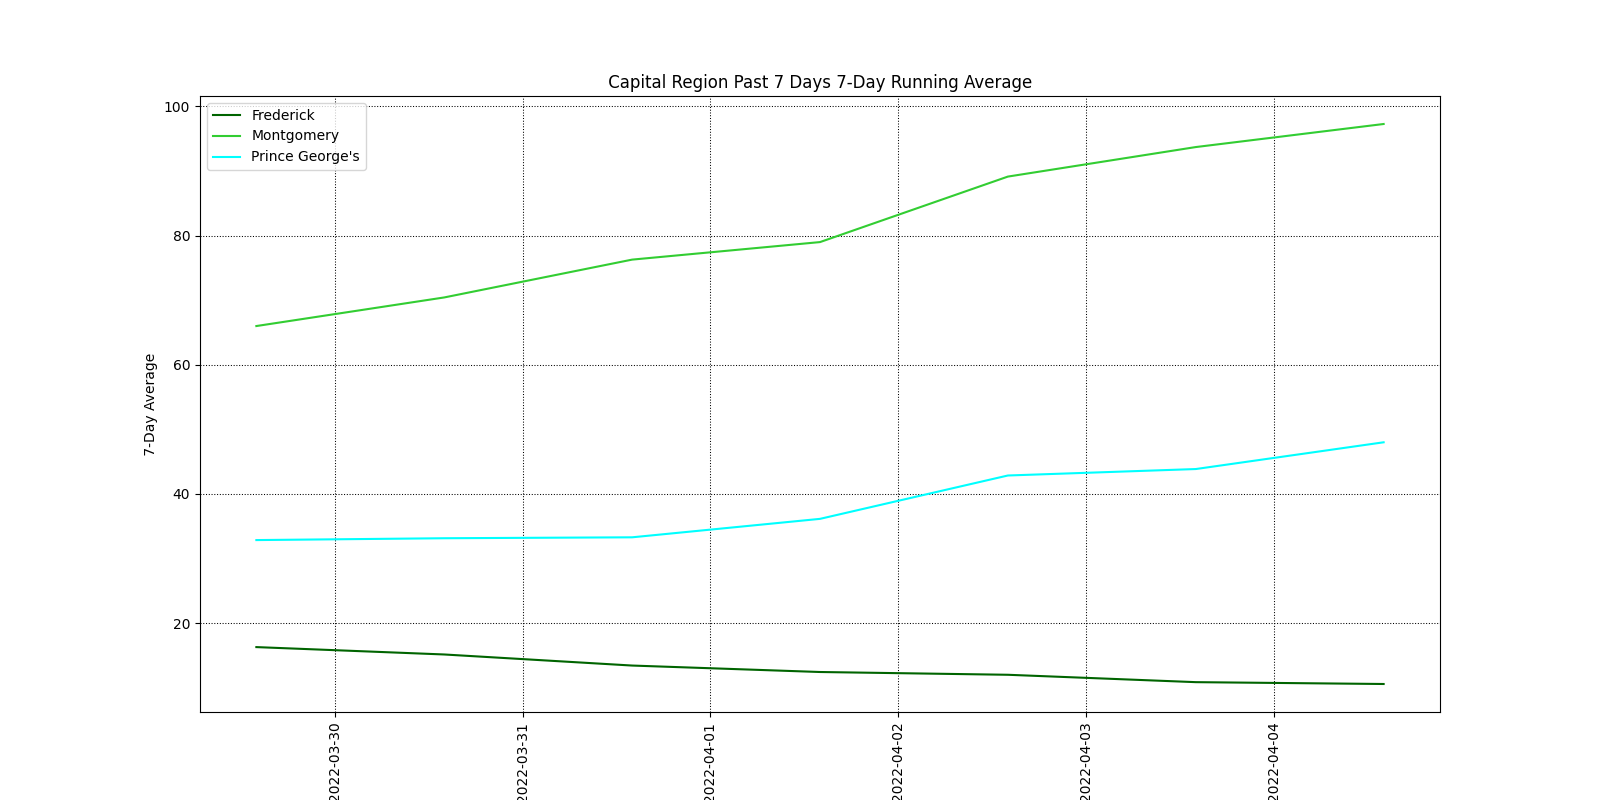 Capital Region Past 7 Days 7-Day Running Average
Frederick
Montgomery
Prince George's
7-Day Average
100
80
60
40
20
2022-03-30
2022-03-31
2022-04-01
2022-04-02
2022-04-03
2022-04-04